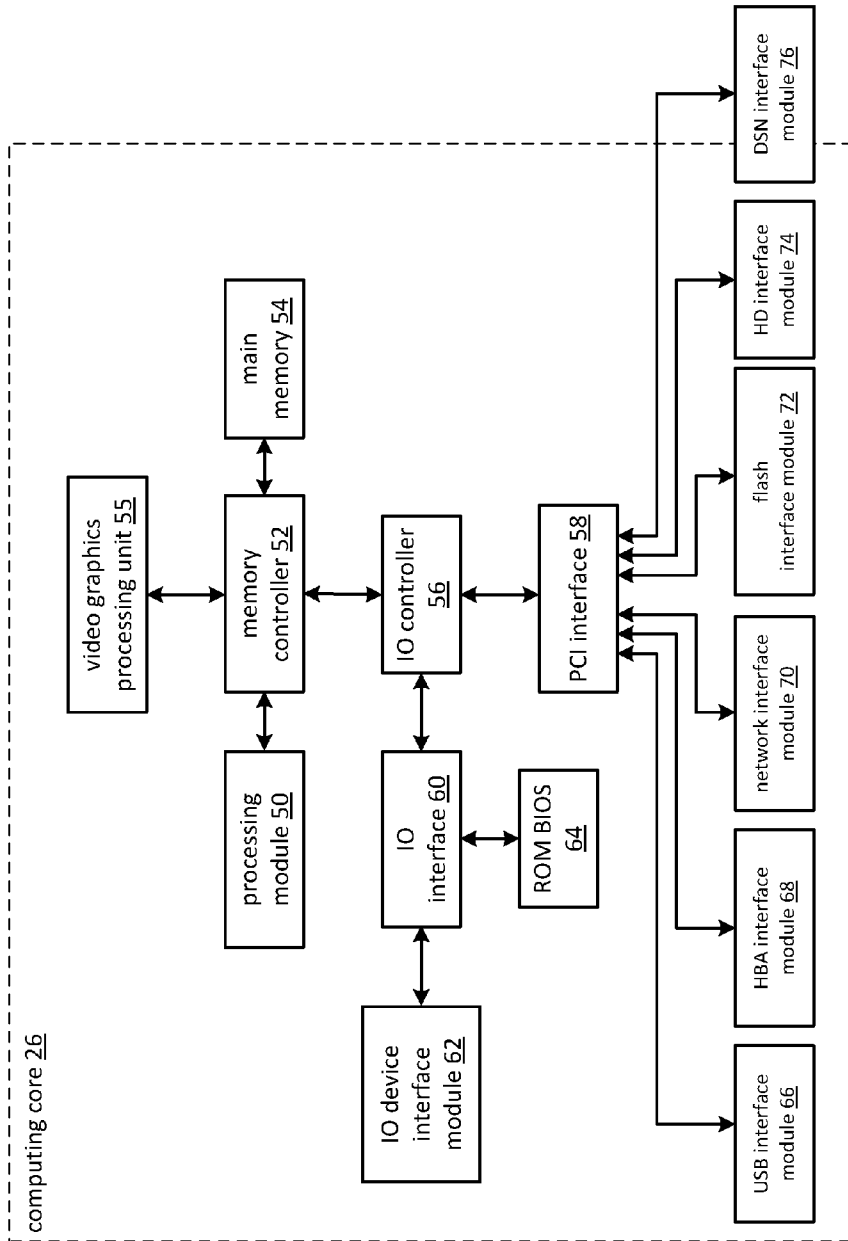 computing core 26
video graphics
processing unit 55
processing
module 50
memory
controller 52
main
memory 54
IO device
interface
module 62
IO
interface 60
IO controller
56
ROM BIOS
64
PCI interface 58
USB interface
module 66
HBA interface
module 68
network interface
module 70
flash
interface module 72
HD interface
module 74
DSN interface
module 76